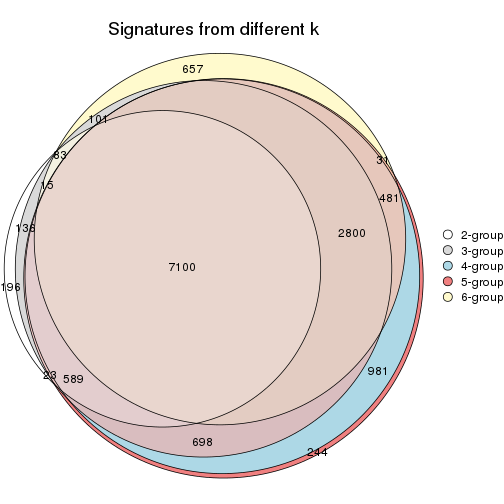 Signatures from different k
657
101
83
31
15
481
136
2800
7100
196
23
589
981
698
244
2-group
3-group
4-group
5-group
6-group